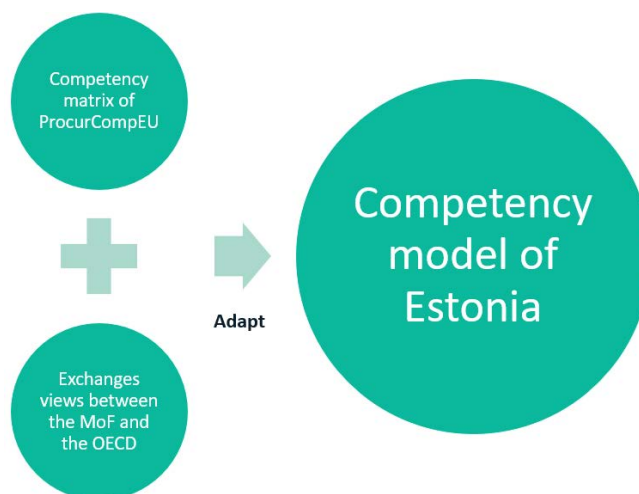 Competency
matrix of
ProcurCompEU
Exchanges
views between
the MoF and
the OECD
Adapt
Competency
model of
Estonia